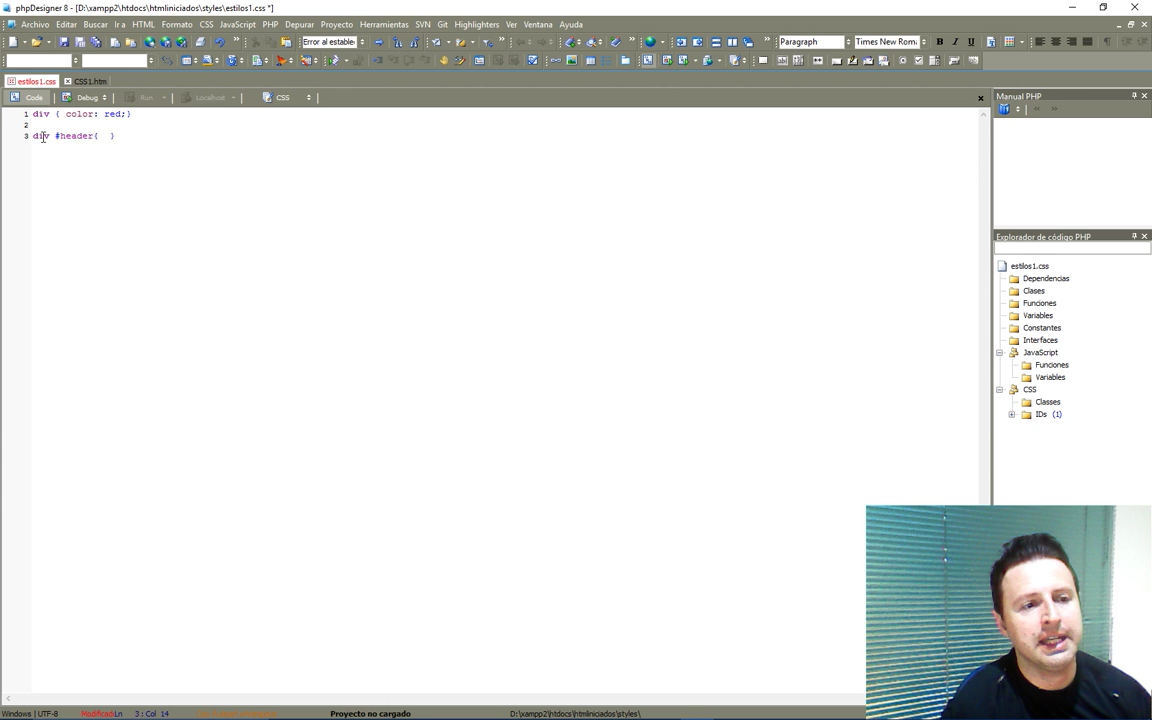 phpDesigner 8 - [D:\xampp2\htdocs\htmliniciados\styles\estilos1.css *]
Archivo Editar Buscar Ir a HTML Formato CSS JavaScript PHP Depurar Proyecto Herramientas SVN Git Highlighters Ver Ventana Ayuda
Error al estable Paragraph Times New Rom B I U
estilos1.css CSS1.htm
Code Debug Run Localhost CSS
1 div { color: red;}
2
3 div #header{ }
Manual PHP
Explorador de código PHP
estilos1.css
Dependencias
Clases
Funciones
Variables
Constantes
Interfaces
JavaScript
Funciones
Variables
CSS
Classes
IDs (1)
Windows | UTF-8 Modificado Ln 3 : Col 14 Proyecto no cargado D:\xampp2\htdocs\htmliniciados\styles\